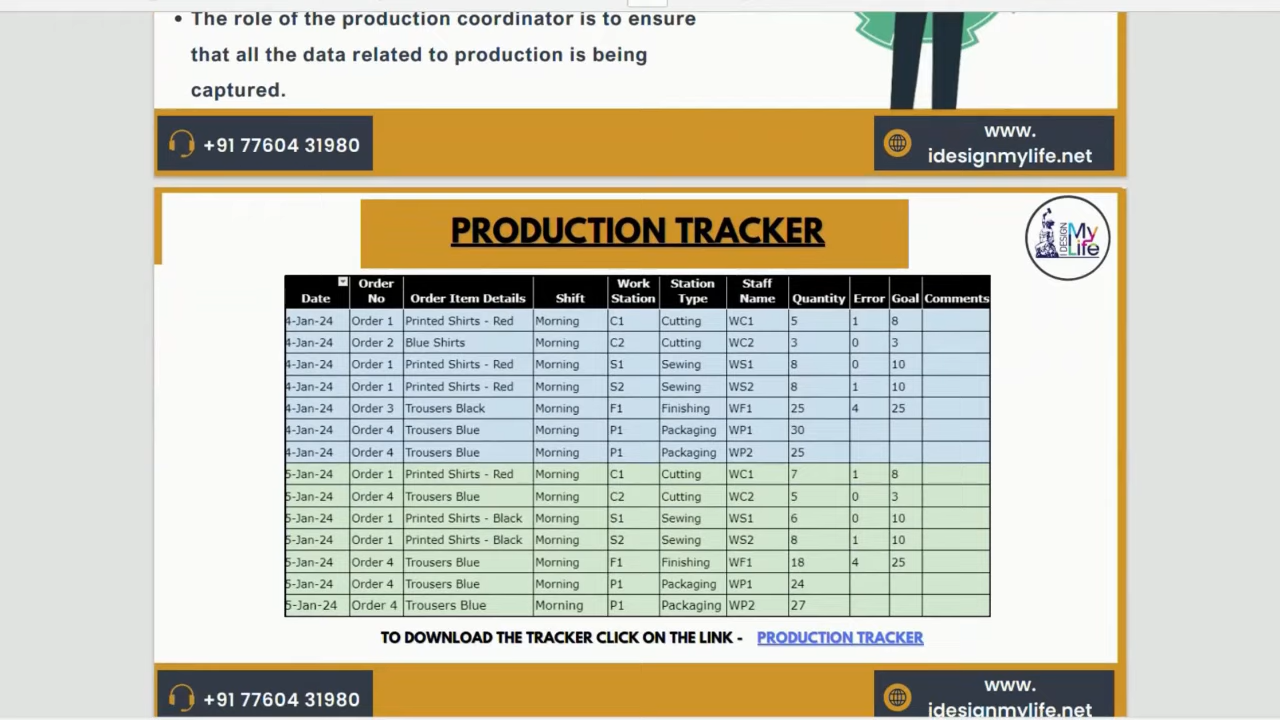 • The role of the production coordinator is to ensure
that all the data related to production is being
captured.
+91 77604 31980
www.
idesignmylife.net
PRODUCTION TRACKER
I DESIGN My Life
Date Order No Order Item Details Shift Work Station Station Type Staff Name Quantity Error Goal Comments
4-Jan-24 Order 1 Printed Shirts - Red Morning C1 Cutting WC1 5 1 8
4-Jan-24 Order 2 Blue Shirts Morning C2 Cutting WC2 3 0 3
4-Jan-24 Order 1 Printed Shirts - Red Morning S1 Sewing WS1 8 0 10
4-Jan-24 Order 1 Printed Shirts - Red Morning S2 Sewing WS2 8 1 10
4-Jan-24 Order 3 Trousers Black Morning F1 Finishing WF1 25 4 25
4-Jan-24 Order 4 Trousers Blue Morning P1 Packaging WP1 30
4-Jan-24 Order 4 Trousers Blue Morning P1 Packaging WP2 25
5-Jan-24 Order 1 Printed Shirts - Red Morning C1 Cutting WC1 7 1 8
5-Jan-24 Order 4 Trousers Blue Morning C2 Cutting WC2 5 0 3
5-Jan-24 Order 1 Printed Shirts - Black Morning S1 Sewing WS1 6 0 10
5-Jan-24 Order 1 Printed Shirts - Black Morning S2 Sewing WS2 8 1 10
5-Jan-24 Order 4 Trousers Blue Morning F1 Finishing WF1 18 4 25
5-Jan-24 Order 4 Trousers Blue Morning P1 Packaging WP1 24
5-Jan-24 Order 4 Trousers Blue Morning P1 Packaging WP2 27
TO DOWNLOAD THE TRACKER CLICK ON THE LINK - PRODUCTION TRACKER
+91 77604 31980
www.
idesignmylife.net